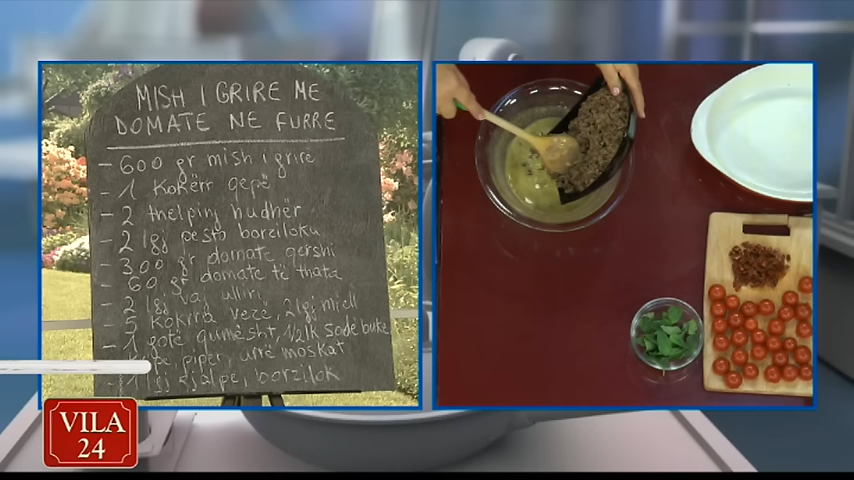 MISH I GRIRE ME
DOMATE NE FURRE
- 600 gr mish i grirë
- 1 kokërr qepë
- 2 thelpinj hudhër
- 2 lgj pesto borziloku
- 300 gr domate qershi
- 60 gr domate të thata
- 2 lgj vaj ulliri
- 5 kokrra vezë, 2 lgj miell
- 1 gotë qumësht, 1/2 lk sodë buke
piper, arrë moskat
gjalpë, borzilok
VILA
24